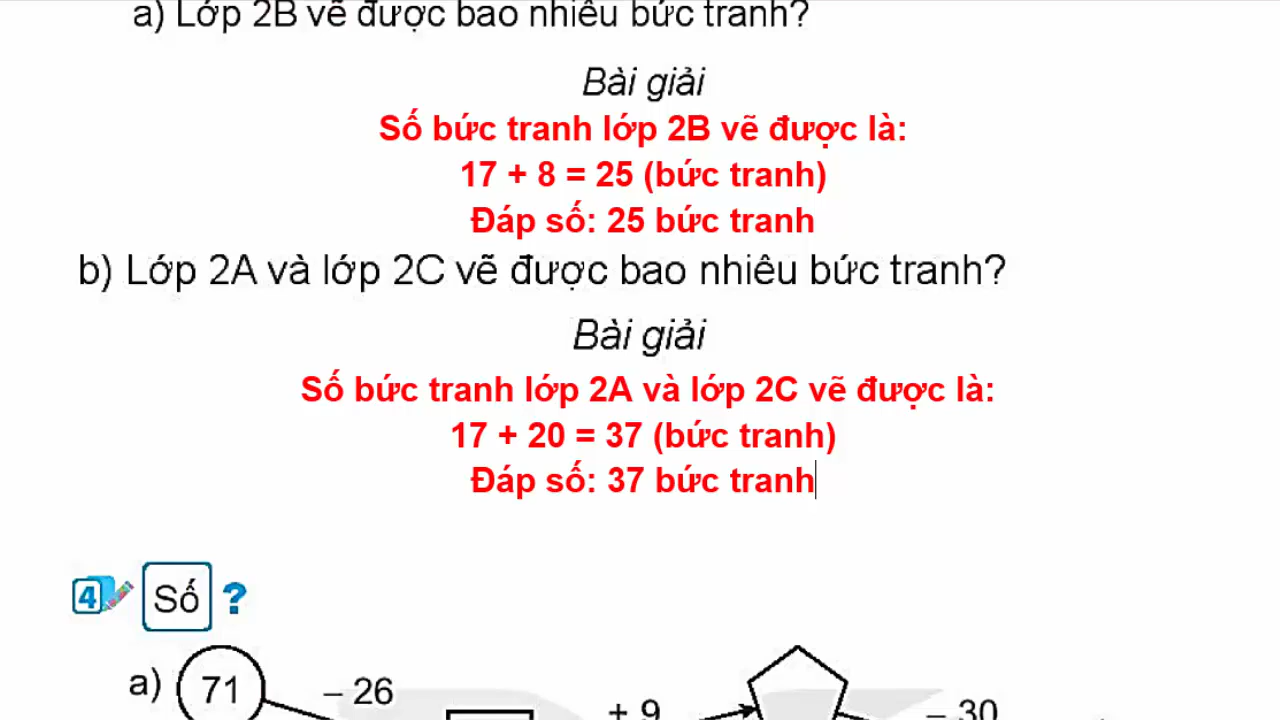 a) Lớp 2B vẽ được bao nhiêu bức tranh?
Bài giải
Số bức tranh lớp 2B vẽ được là:
17 + 8 = 25 (bức tranh)
Đáp số: 25 bức tranh
b) Lớp 2A và lớp 2C vẽ được bao nhiêu bức tranh?
Bài giải
Số bức tranh lớp 2A và lớp 2C vẽ được là:
17 + 20 = 37 (bức tranh)
Đáp số: 37 bức tranh
4 Số ?
a) 71 – 26 + 9 – 30